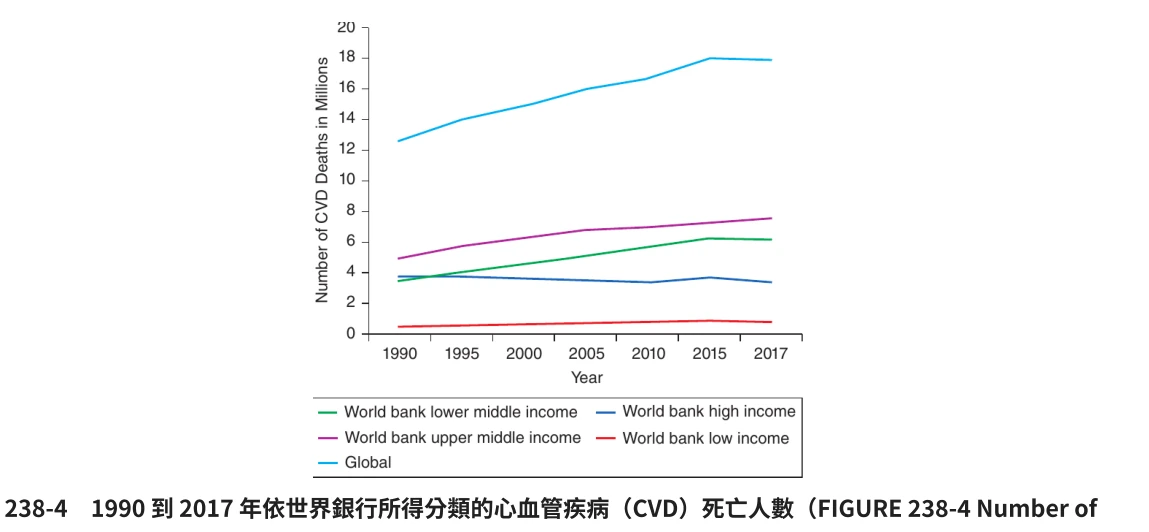 20
18
16
14
12
10
8
6
4
2
0
Number of CVD Deaths in Millions
1990 1995 2000 2005 2010 2015 2017
Year
World bank lower middle income World bank high income
World bank upper middle income World bank low income
Global
238-4 1990 到 2017 年依世界銀行所得分類的心血管疾病（CVD）死亡人數（FIGURE 238-4 Number of